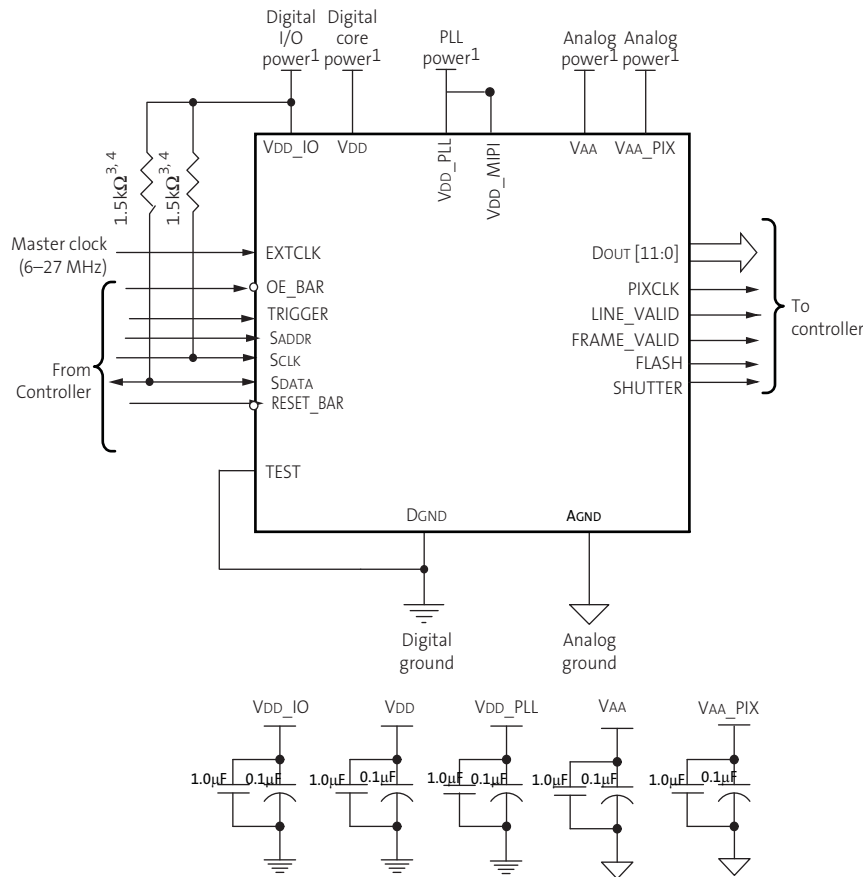 Digital
I/O
power1
Digital
core
power1
PLL
power1
Analog
power1
Analog
power1
VDD_IO
VDD
VDD_PLL
VDD_MIPI
VAA
VAA_PIX
1.5kΩ3, 4
1.5kΩ3, 4
Master clock
(6–27 MHz)
EXTCLK
OE_BAR
TRIGGER
SADDR
SCLK
SDATA
RESET_BAR
From
Controller
TEST
DOUT [11:0]
PIXCLK
LINE_VALID
FRAME_VALID
FLASH
SHUTTER
To
controller
DGND
AGND
Digital
ground
Analog
ground
VDD_IO
VDD
VDD_PLL
VAA
VAA_PIX
1.0μF
0.1μF
1.0μF
0.1μF
1.0μF
0.1μF
1.0μF
0.1μF
1.0μF
0.1μF